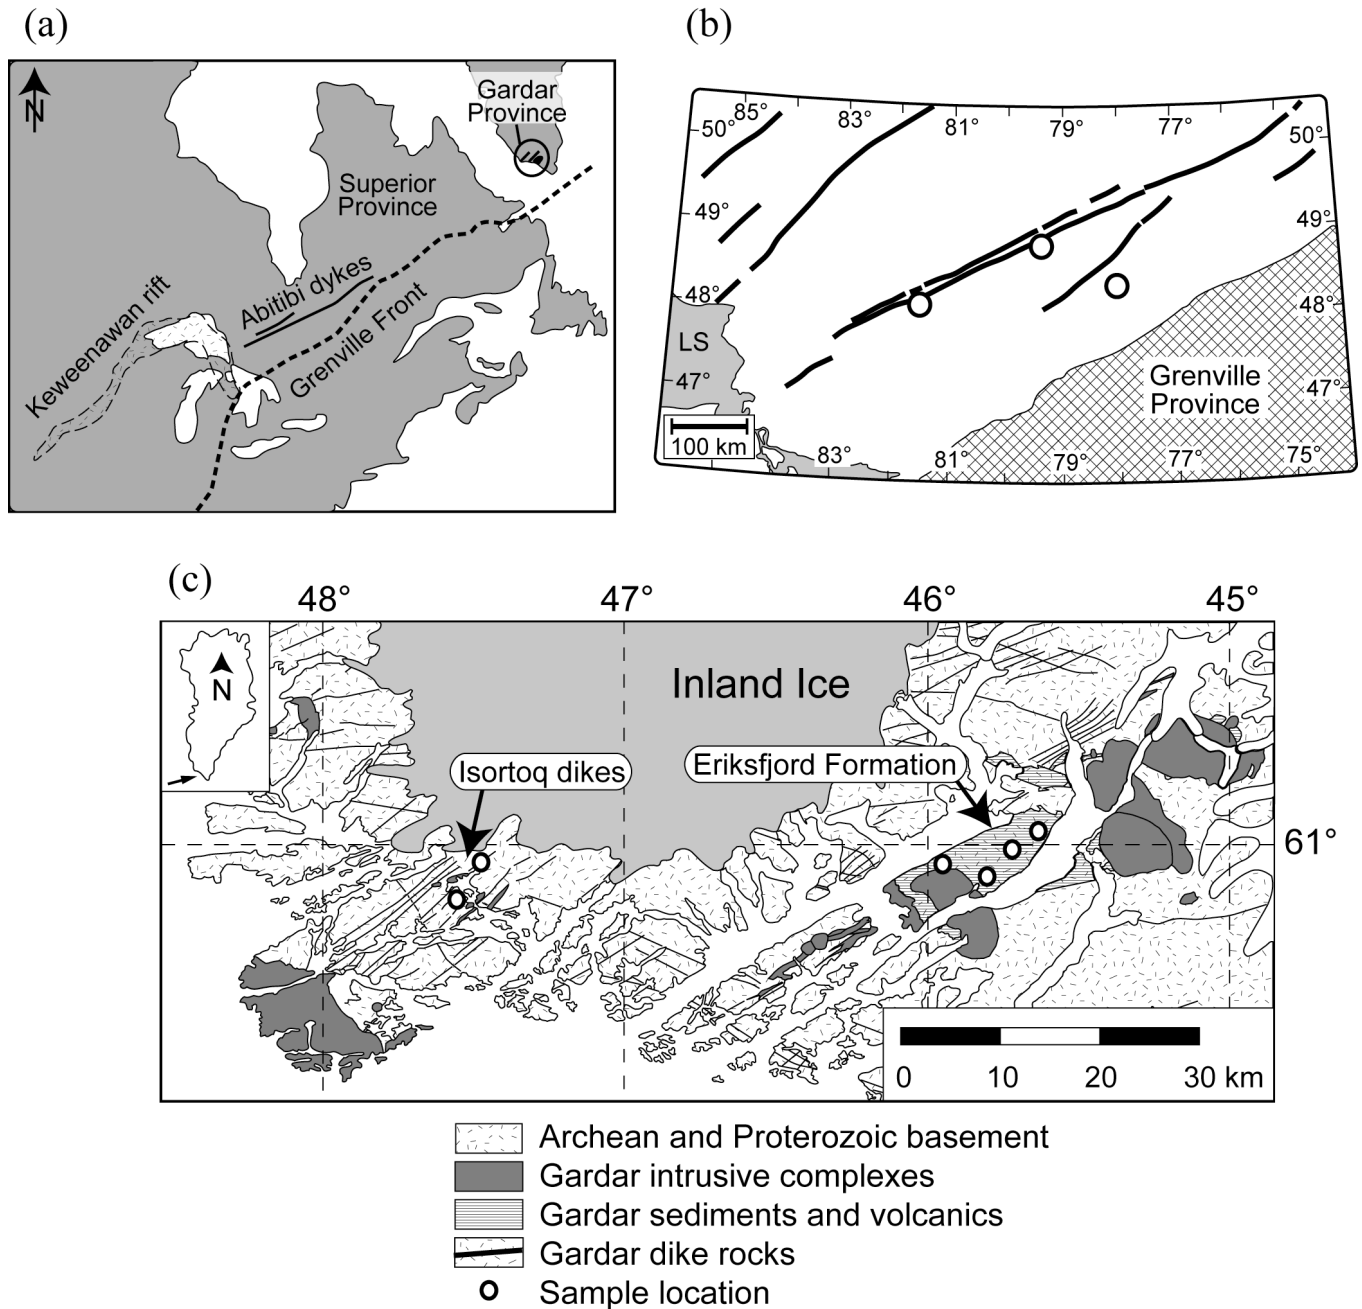 (a)
N
Gardar
Province
Superior
Province
Abitibi dykes
Keweenawan rift
Grenville Front
(b)
85°
83°
81°
79°
77°
50°
50°
49°
49°
48°
48°
LS
47°
Grenville
Province
47°
100 km
83°
81°
79°
77°
75°
(c)
48°
47°
46°
45°
N
Inland Ice
Isortoq dikes
Eriksfjord Formation
61°
0
10
20
30 km
Archean and Proterozoic basement
Gardar intrusive complexes
Gardar sediments and volcanics
Gardar dike rocks
Sample location